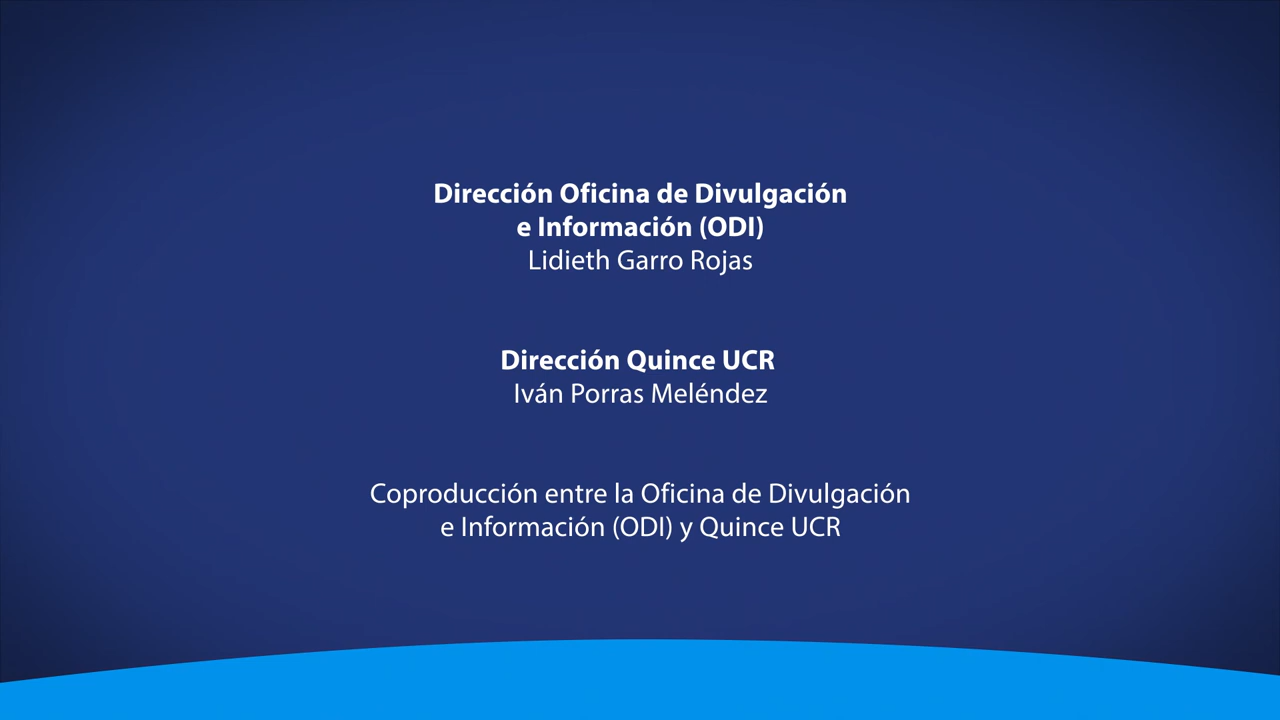 Dirección Oficina de Divulgación
e Información (ODI)
Lidieth Garro Rojas
Dirección Quince UCR
Iván Porras Meléndez
Coproducción entre la Oficina de Divulgación
e Información (ODI) y Quince UCR